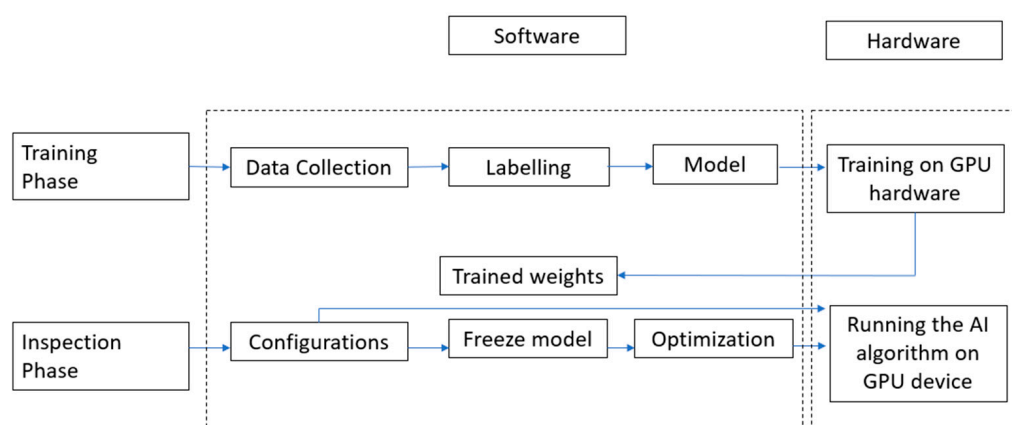 Software
Hardware
Training
Phase
Data Collection
Labelling
Model
Training on GPU
hardware
Trained weights
Inspection
Phase
Configurations
Freeze model
Optimization
Running the AI
algorithm on
GPU device